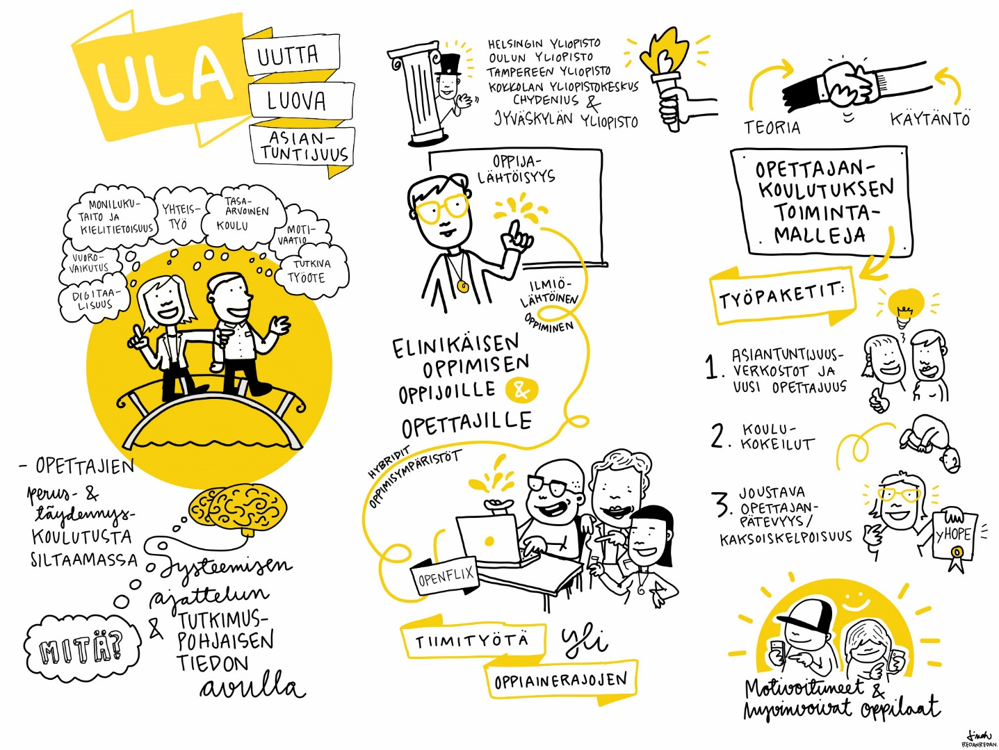 ULA
UUTTA
LUOVA
ASIAN-
TUNTIJUUS
MONILUKU-
TAITO JA
KIELITIETOISUUS
YHTEIS-
TYÖ
TASA-
ARVOINEN
KOULU
MOTI-
VAATIO
VUORO-
VAIKUTUS
TUTKIVA
TYÖOTE
DIGITAA-
LISUUS
- OPETTAJIEN
perus- &
täydennys-
KOULUTUSTA
SILTAAMASSA
MITÄ?
Systeemisen
ajattelun
& TUTKIMUS-
POHJAISEN
TIEDON
avulla
HELSINGIN YLIOPISTO
OULUN YLIOPISTO
TAMPEREEN YLIOPISTO
KOKKOLAN YLIOPISTOKESKUS
CHYDENIUS &
JYVÄSKYLÄN YLIOPISTO
OPPIJA-
LÄHTÖISYYS
ILMIÖ-
LÄHTÖINEN
OPPIMINEN
ELINIKÄISEN
OPPIMISEN
OPPIJOILLE &
OPETTAJILLE
HYBRIDIT
OPPIMISYMPÄRISTÖT
OPENFLIX
TIIMITYÖTÄ yli
OPPIAINERAJOJEN
TEORIA
KÄYTÄNTÖ
OPETTAJAN-
KOULUTUKSEN
TOIMINTA-
MALLEJA
TYÖPAKETIT:
1. ASIANTUNTIJUUS-
VERKOSTOT JA
UUSI OPETTAJUUS
2. KOULU-
KOKEILUT
3. JOUSTAVA
OPETTAJAN-
PÄTEVYYS/
KAKSOISKELPOISUUS
YHOPE
Motivoituneet &
hyvinvoivat oppilaat
REDANREDAN